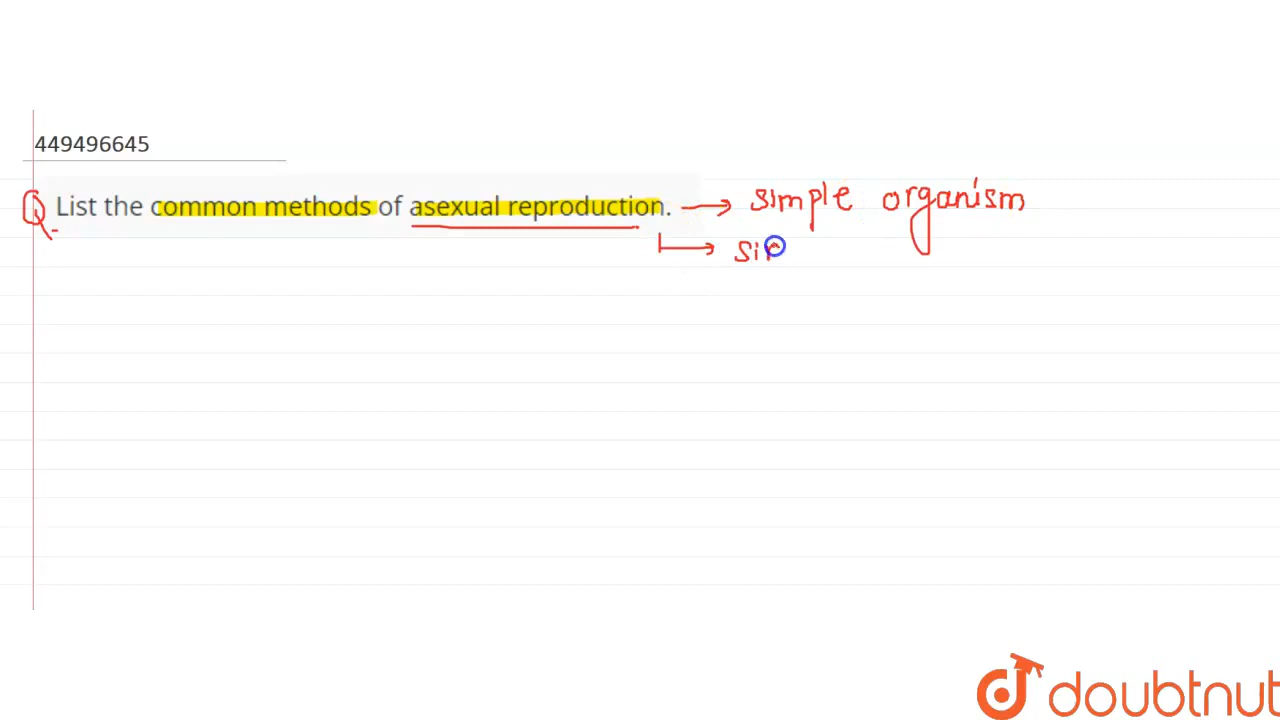 449496645
Q. List the common methods of asexual reproduction. → simple organism
doubtnut